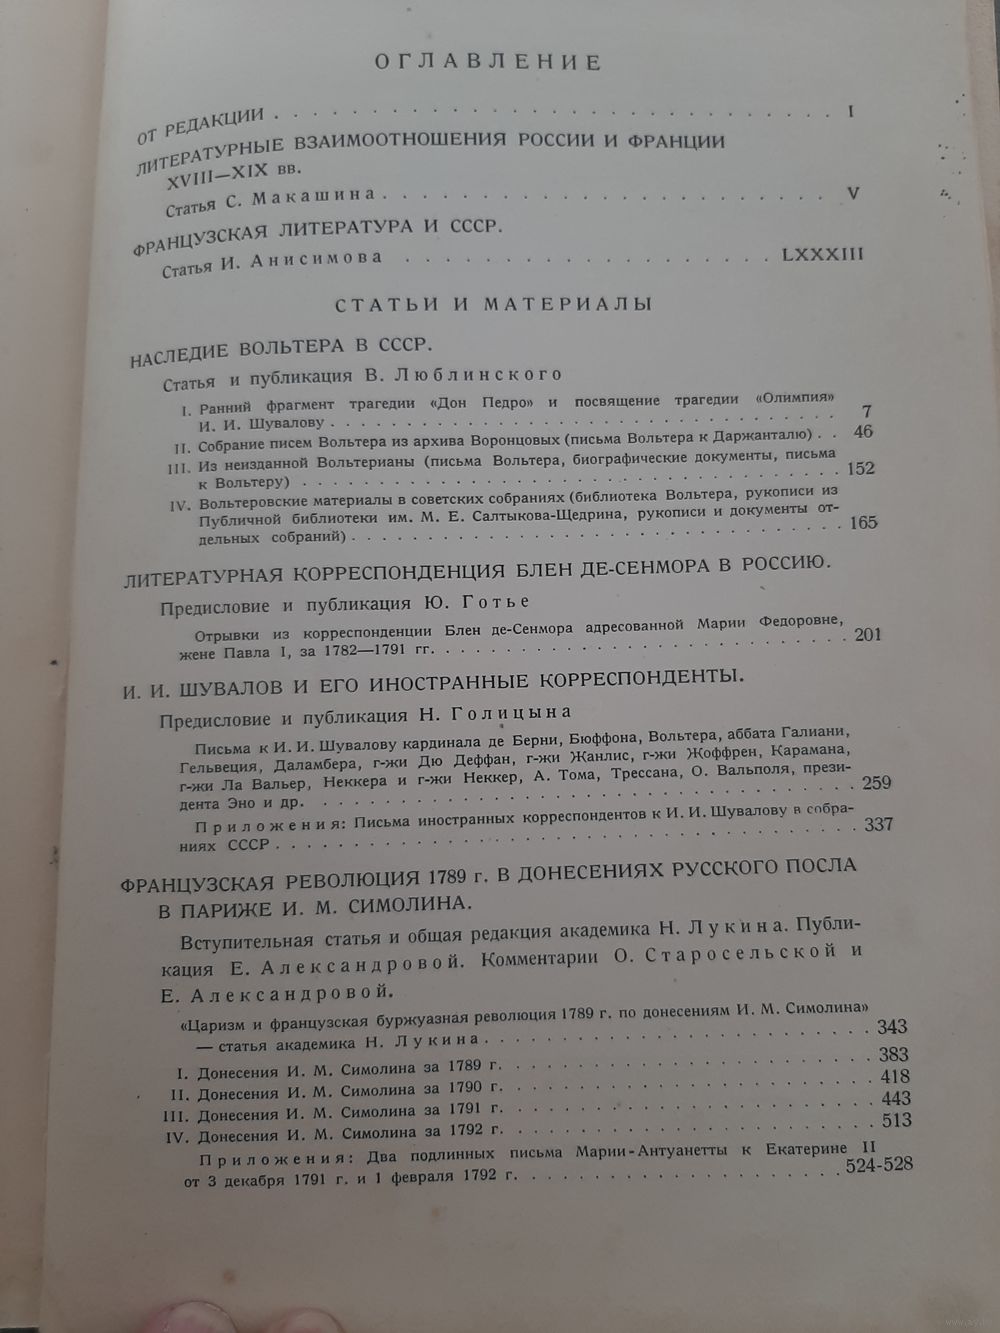 ОГЛАВЛЕНИЕ
ОТ РЕДАКЦИИ . . . . . . . . . . . . . . . . . . . . . . . . . . . . I
ЛИТЕРАТУРНЫЕ ВЗАИМООТНОШЕНИЯ РОССИИ И ФРАНЦИИ
XVIII—XIX вв.
Статья С. Макашина . . . . . . . . . . . . . . . . . . . . . . . V
ФРАНЦУЗСКАЯ ЛИТЕРАТУРА И СССР.
Статья И. Анисимова . . . . . . . . . . . . . . . . . . . LXXXIII
СТАТЬИ И МАТЕРИАЛЫ
НАСЛЕДИЕ ВОЛЬТЕРА В СССР.
Статья и публикация В. Люблинского
I. Ранний фрагмент трагедии «Дон Педро» и посвящение трагедии «Олимпия»
И. И. Шувалову . . . . . . . . . . . . . . . . . . . . . . . . . . 7
II. Собрание писем Вольтера из архива Воронцовых (письма Вольтера к Даржанталю) . . 46
III. Из неизданной Вольтерианы (письма Вольтера, биографические документы, письма
к Вольтеру) . . . . . . . . . . . . . . . . . . . . . . . . . . . 152
IV. Вольтеровские материалы в советских собраниях (библиотека Вольтера, рукописи из
Публичной библиотеки им. М. Е. Салтыкова-Щедрина, рукописи и документы от-
дельных собраний) . . . . . . . . . . . . . . . . . . . . . . . . . 165
ЛИТЕРАТУРНАЯ КОРРЕСПОНДЕНЦИЯ БЛЕН ДЕ-СЕНМОРА В РОССИЮ.
Предисловие и публикация Ю. Готье
Отрывки из корреспонденции Блен де-Сенмора адресованной Марии Федоровне,
жене Павла I, за 1782—1791 гг. . . . . . . . . . . . . . . . . . . . 201
И. И. ШУВАЛОВ И ЕГО ИНОСТРАННЫЕ КОРРЕСПОНДЕНТЫ.
Предисловие и публикация Н. Голицына
Письма к И. И. Шувалову кардинала де Берни, Бюффона, Вольтера, аббата Галиани,
Гельвеция, Даламбера, г-жи Дю Деффан, г-жи Жанлис, г-жи Жоффрен, Карамана,
г-жи Ла Вальер, Неккера и г-жи Неккер, А. Тома, Трессана, О. Вальполя, прези-
дента Эно и др. . . . . . . . . . . . . . . . . . . . . . . . . . . 259
Приложения: Письма иностранных корреспондентов к И. И. Шувалову в собра-
ниях СССР . . . . . . . . . . . . . . . . . . . . . . . . . . . . . 337
ФРАНЦУЗСКАЯ РЕВОЛЮЦИЯ 1789 г. В ДОНЕСЕНИЯХ РУССКОГО ПОСЛА
В ПАРИЖЕ И. М. СИМОЛИНА.
Вступительная статья и общая редакция академика Н. Лукина. Публи-
кация Е. Александровой. Комментарии О. Старосельской и
Е. Александровой.
«Царизм и французская буржуазная революция 1789 г. по донесениям И. М. Симолина»
— статья академика Н. Лукина . . . . . . . . . . . . . . . . . . . . 343
I. Донесения И. М. Симолина за 1789 г. . . . . . . . . . . . . . . . . 383
II. Донесения И. М. Симолина за 1790 г. . . . . . . . . . . . . . . . . 418
III. Донесения И. М. Симолина за 1791 г. . . . . . . . . . . . . . . . . 443
IV. Донесения И. М. Симолина за 1792 г. . . . . . . . . . . . . . . . . 513
Приложения: Два подлинных письма Марии-Антуанетты к Екатерине II
от 3 декабря 1791 г. и 1 февраля 1792 г. . . . . . . . . . . . . . . 524-528